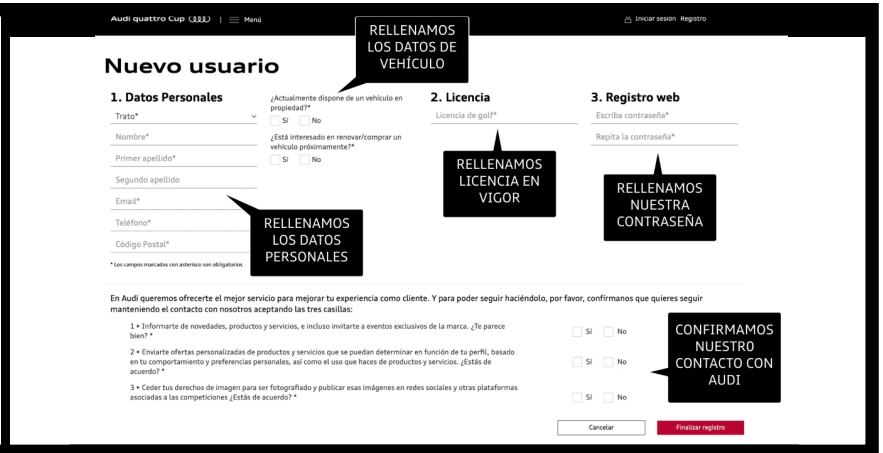 Audi quattro Cup | Menú
Iniciar sesión Registro
RELLENAMOS
LOS DATOS DE
VEHÍCULO
Nuevo usuario
1. Datos Personales
Trato*
Nombre*
Primer apellido*
Segundo apellido
Email*
Teléfono*
Código Postal*
* Los campos marcados con asterisco son obligatorios
RELLENAMOS
LOS DATOS
PERSONALES
¿Actualmente dispone de un vehículo en
propiedad?*
Sí No
¿Está interesado en renovar/comprar un
vehículo próximamente?*
Sí No
2. Licencia
Licencia de golf*
RELLENAMOS
LICENCIA EN
VIGOR
3. Registro web
Escriba contraseña*
Repita la contraseña*
RELLENAMOS
NUESTRA
CONTRASEÑA
En Audi queremos ofrecerte el mejor servicio para mejorar tu experiencia como cliente. Y para poder seguir haciéndolo, por favor, confírmanos que quieres seguir
manteniendo el contacto con nosotros aceptando las tres casillas:
1 ▸ Informarte de novedades, productos y servicios, e incluso invitarte a eventos exclusivos de la marca. ¿Te parece
bien? *
Sí No
2 ▸ Enviarte ofertas personalizadas de productos y servicios que se puedan determinar en función de tu perfil, basado
en tu comportamiento y preferencias personales, así como el uso que haces de productos y servicios. ¿Estás de
acuerdo? *
Sí No
3 ▸ Ceder tus derechos de imagen para ser fotografiado y publicar esas imágenes en redes sociales y otras plataformas
asociadas a las competiciones ¿Estás de acuerdo? *
Sí No
CONFIRMAMOS
NUESTRO
CONTACTO CON
AUDI
Cancelar
Finalizar registro